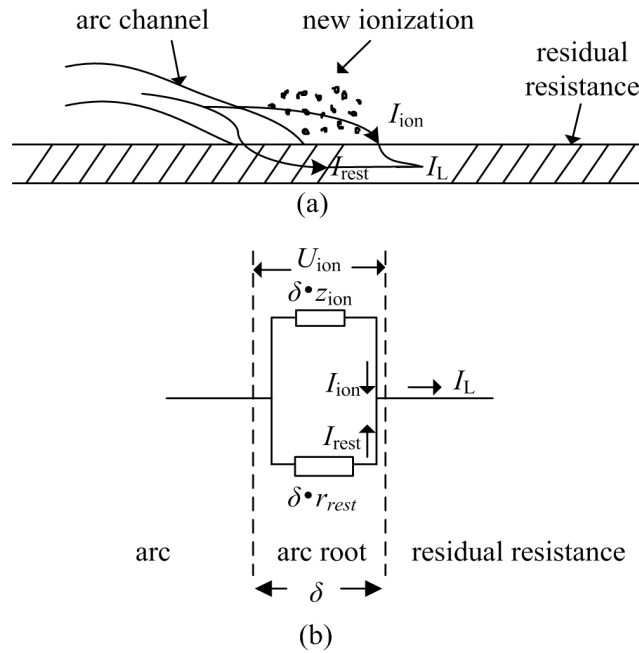 arc channel
new ionization
residual
resistance
I_ion
I_rest
I_L
(a)
U_ion
δ•z_ion
I_ion
I_L
I_rest
δ•r_rest
arc
arc root
residual resistance
δ
(b)